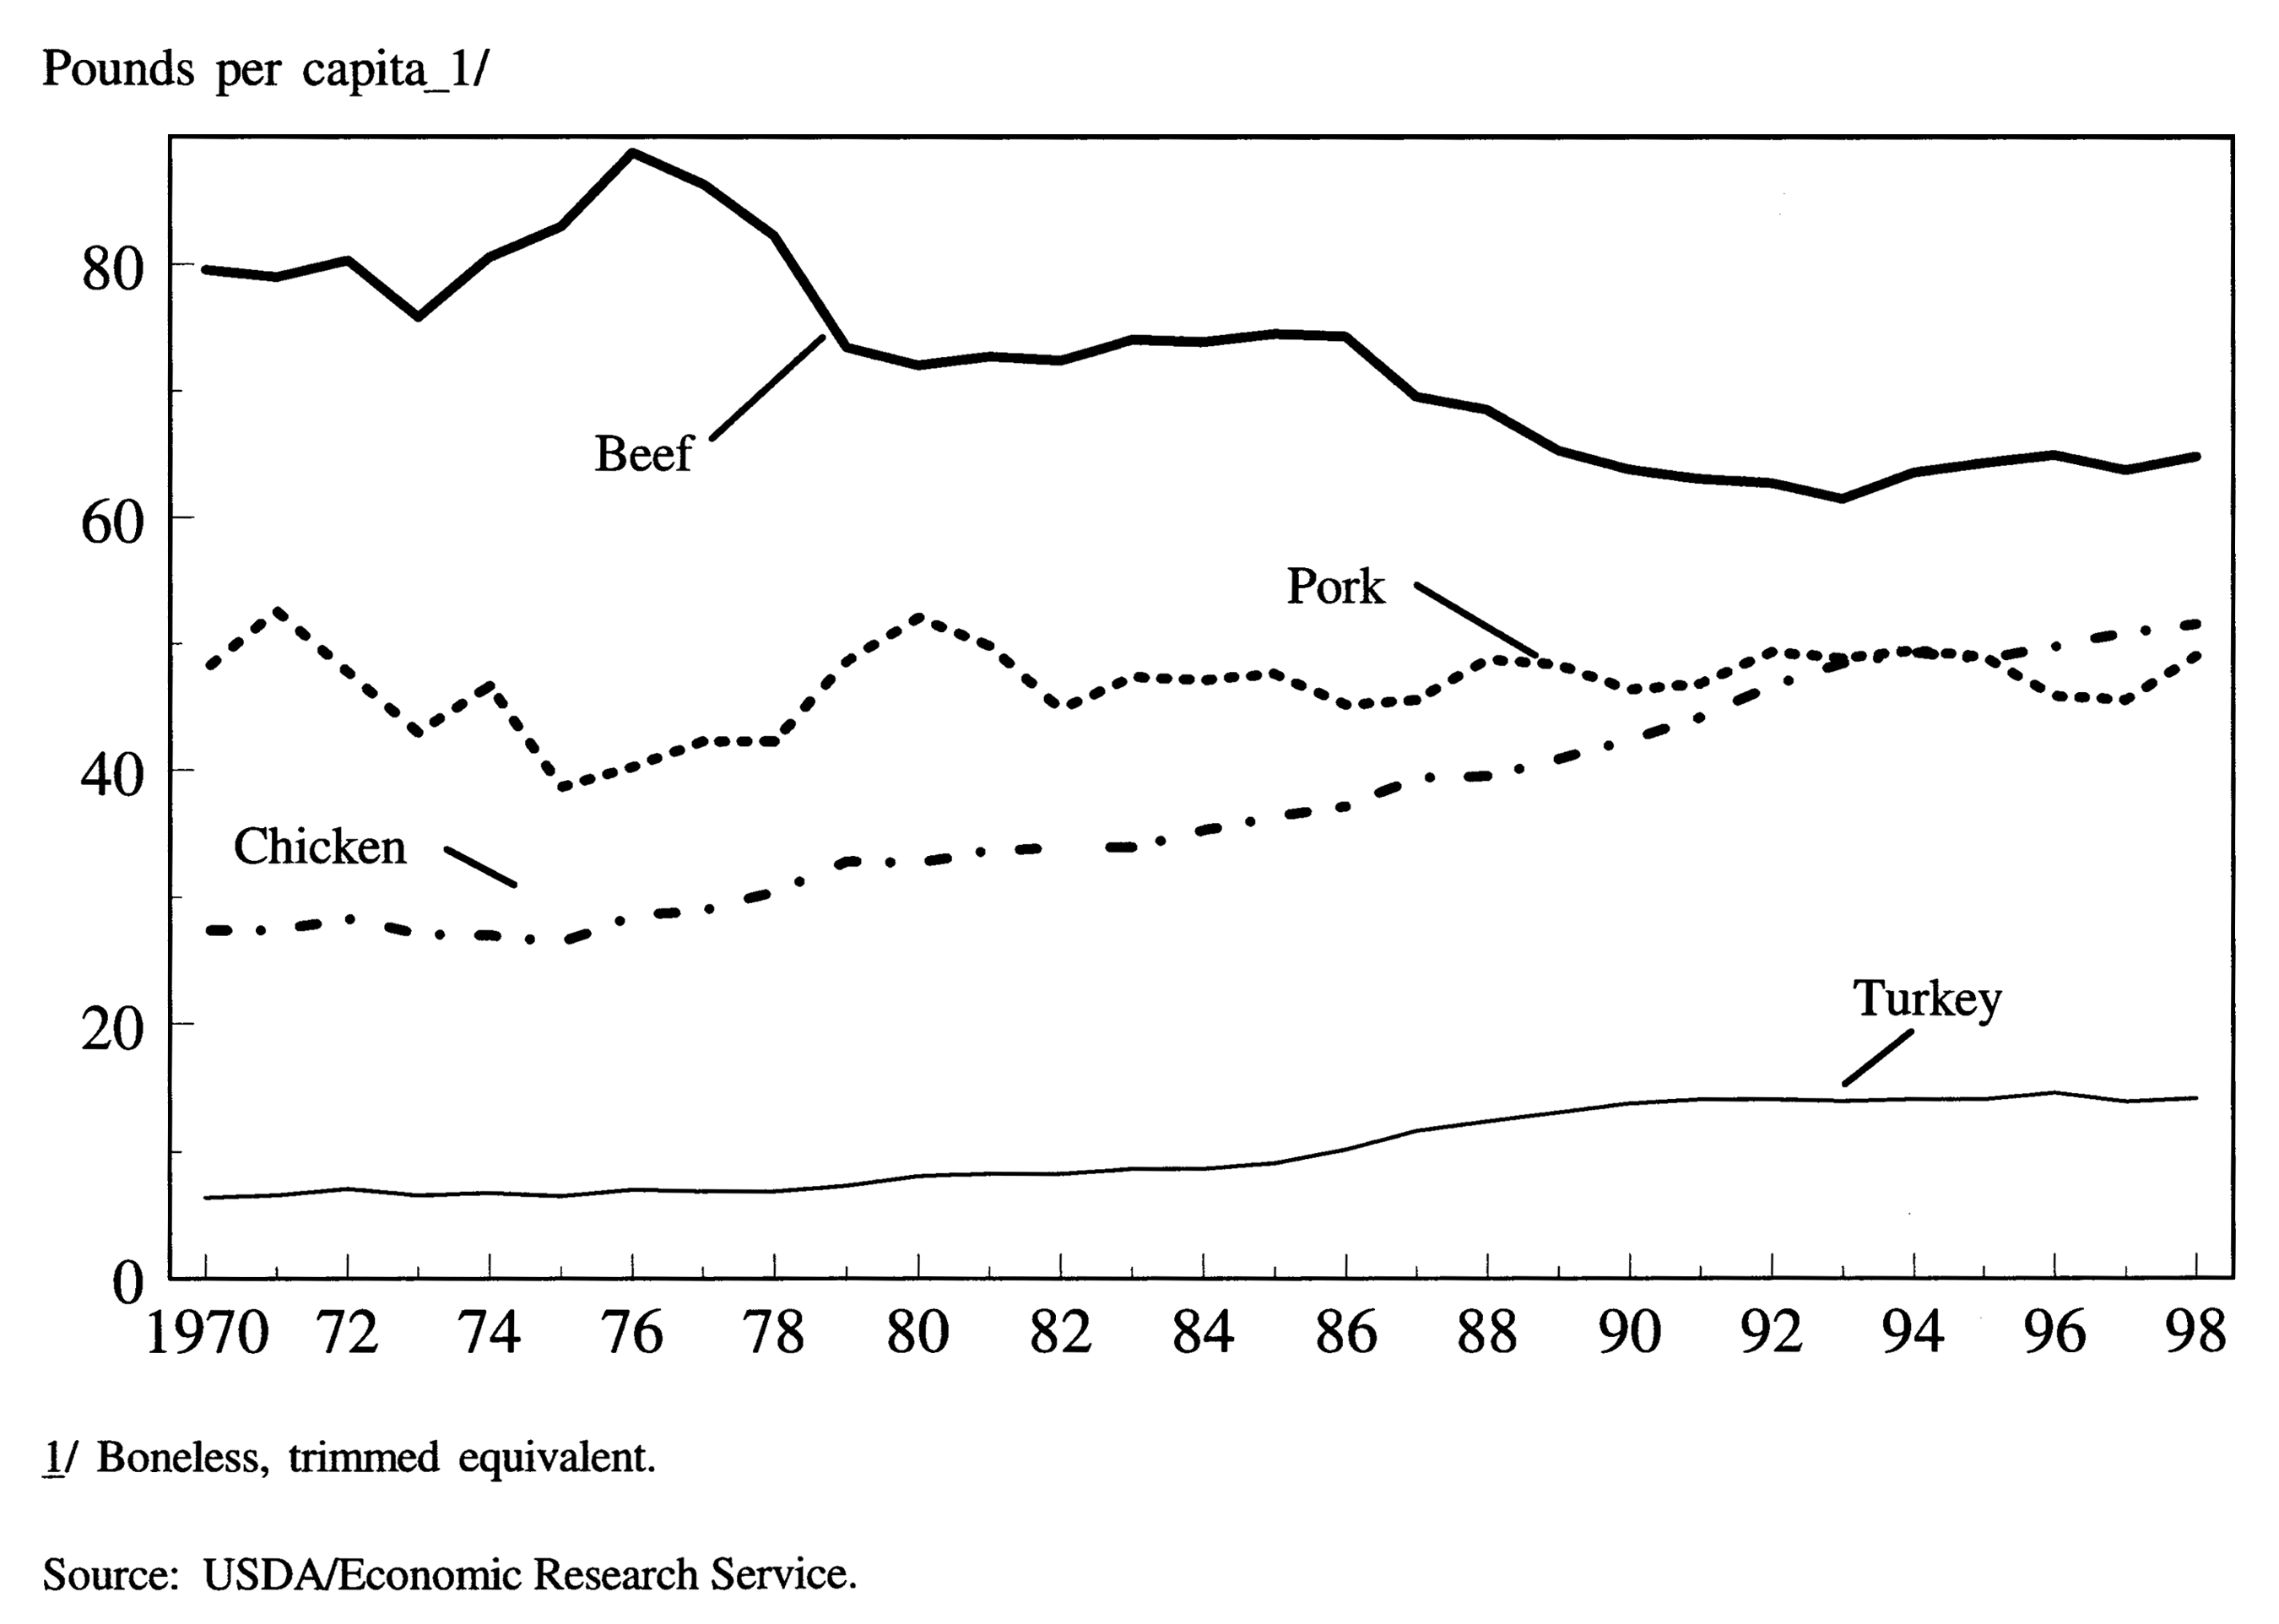 Pounds per capita_1/
80
60
40
20
0
Beef
Pork
Chicken
Turkey
1970 72 74 76 78 80 82 84 86 88 90 92 94 96 98
1/ Boneless, trimmed equivalent.
Source: USDA/Economic Research Service.